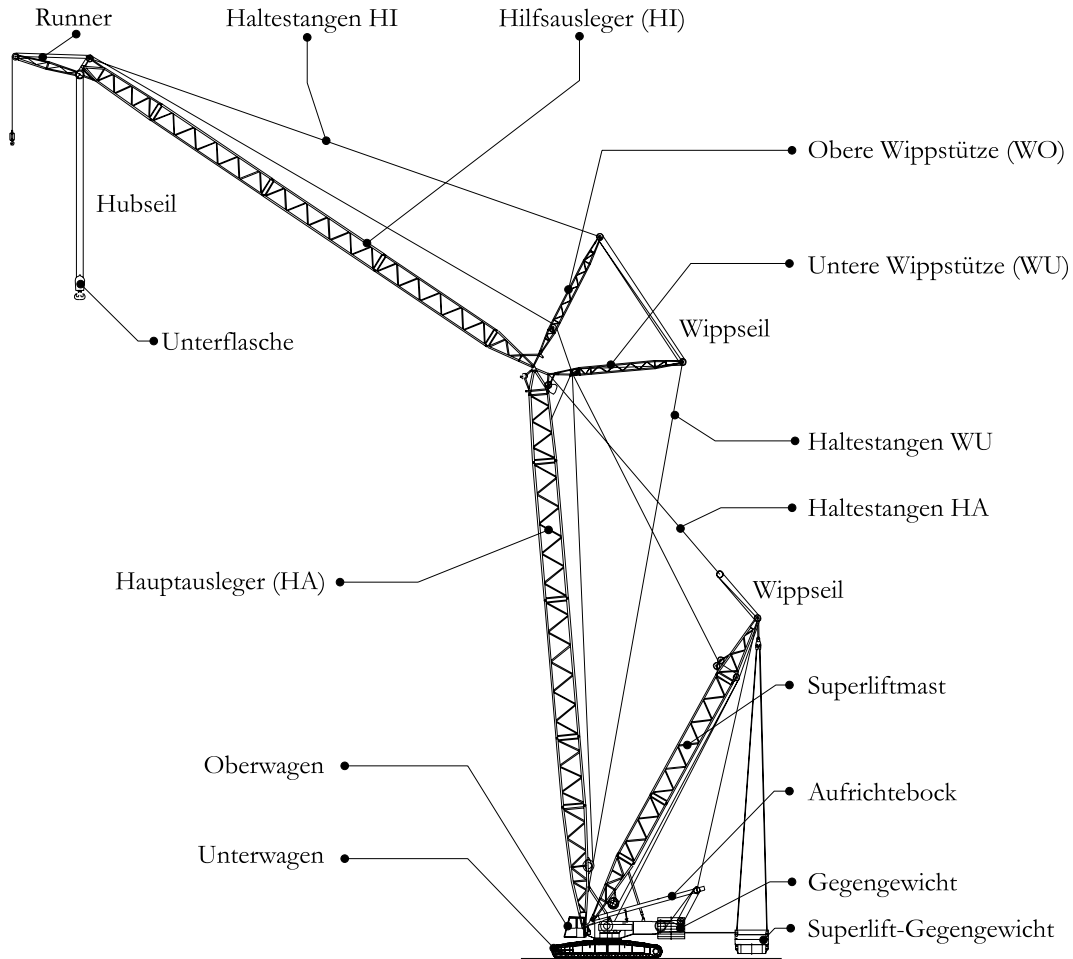 Runner
Haltestangen HI
Hilfsausleger (HI)
Obere Wippstütze (WO)
Hubseil
Untere Wippstütze (WU)
Wippseil
Unterflasche
Haltestangen WU
Haltestangen HA
Hauptausleger (HA)
Wippseil
Superliftmast
Oberwagen
Aufrichtebock
Unterwagen
Gegengewicht
Superlift-Gegengewicht